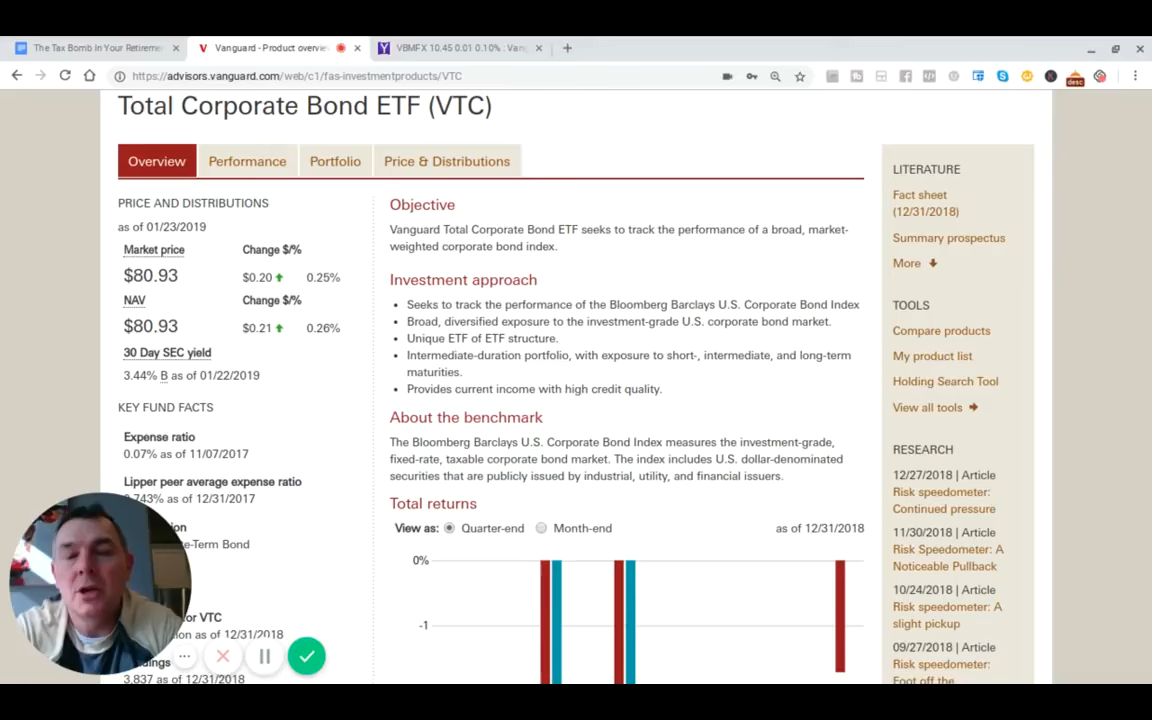 The Tax Bomb In Your Retireme
Vanguard - Product overvie
VBMFX 10.45 0.01 0.10% : Van
https://advisors.vanguard.com/web/c1/fas-investmentproducts/VTC
desc
Total Corporate Bond ETF (VTC)
Overview
Performance
Portfolio
Price & Distributions
PRICE AND DISTRIBUTIONS
as of 01/23/2019
Market price
Change $/%
$80.93
$0.20
0.25%
NAV
Change $/%
$80.93
$0.21
0.26%
30 Day SEC yield
3.44% B as of 01/22/2019
KEY FUND FACTS
Expense ratio
0.07% as of 11/07/2017
Lipper peer average expense ratio
.743% as of 12/31/2017
ion
e-Term Bond
or VTC
ion as of 12/31/2018
ings
3,837 as of 12/31/2018
Objective
Vanguard Total Corporate Bond ETF seeks to track the performance of a broad, market-
weighted corporate bond index.
Investment approach
• Seeks to track the performance of the Bloomberg Barclays U.S. Corporate Bond Index
• Broad, diversified exposure to the investment-grade U.S. corporate bond market.
• Unique ETF of ETF structure.
• Intermediate-duration portfolio, with exposure to short-, intermediate, and long-term
maturities.
• Provides current income with high credit quality.
About the benchmark
The Bloomberg Barclays U.S. Corporate Bond Index measures the investment-grade,
fixed-rate, taxable corporate bond market. The index includes U.S. dollar-denominated
securities that are publicly issued by industrial, utility, and financial issuers.
Total returns
View as:
Quarter-end
Month-end
as of 12/31/2018
0%
-1
LITERATURE
Fact sheet
(12/31/2018)
Summary prospectus
More
TOOLS
Compare products
My product list
Holding Search Tool
View all tools
RESEARCH
12/27/2018 | Article
Risk speedometer:
Continued pressure
11/30/2018 | Article
Risk Speedometer: A
Noticeable Pullback
10/24/2018 | Article
Risk speedometer: A
slight pickup
09/27/2018 | Article
Risk speedometer:
Foot off the